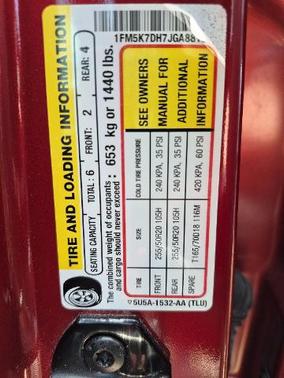 1FM5K7DH7JGA88
TIRE AND LOADING INFORMATION
SEATING CAPACITY TOTAL: 6 FRONT: 2 REAR: 4
The combined weight of occupants and cargo should never exceed: 653 kg or 1440 lbs.
TIRE COLD TIRE PRESSURE
FRONT 255/50R20 105H 240 KPA, 35 PSI
REAR 255/50R20 105H 240 KPA, 35 PSI
SPARE T165/70D18 116M 420 KPA, 60 PSI
SEE OWNERS
MANUAL FOR
ADDITIONAL
INFORMATION
5U5A-1532-AA (TLU)